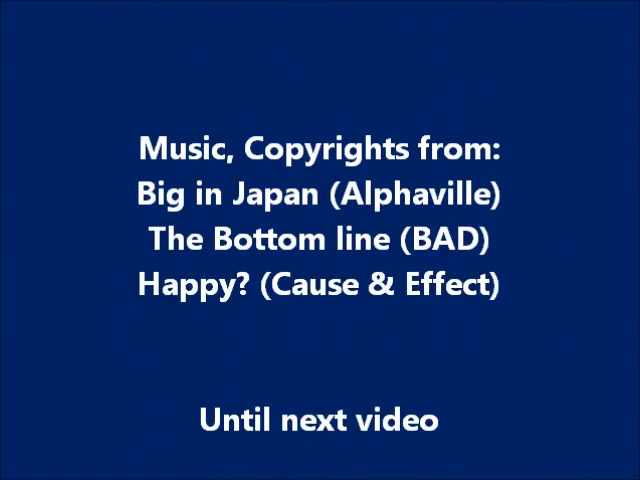 Music, Copyrights from:
Big in Japan (Alphaville)
The Bottom line (BAD)
Happy? (Cause & Effect)
Until next video